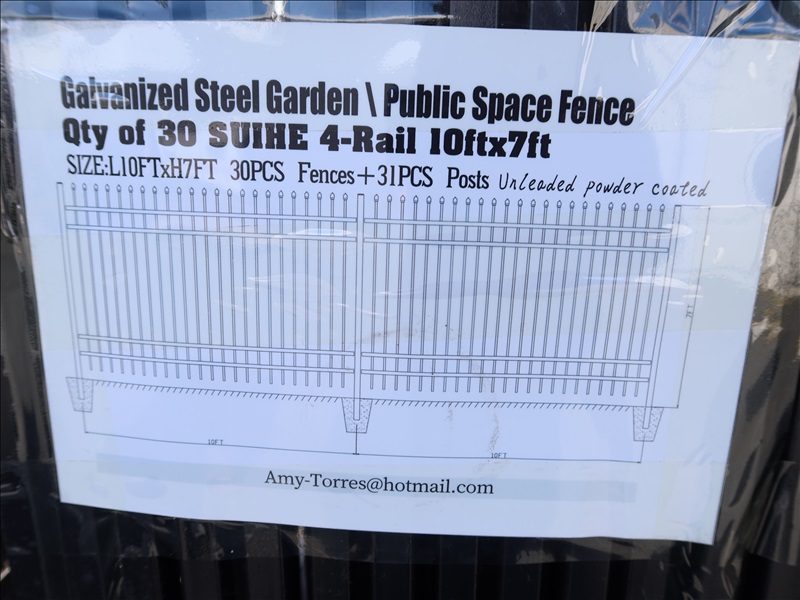 Galvanized Steel Garden \ Public Space Fence
Qty of 30 SUIHE 4-Rail 10ftx7ft
SIZE:L10FTxH7FT 30PCS Fences+31PCS Posts Unleaded powder coated
7FT
10FT 10FT
Amy-Torres@hotmail.com